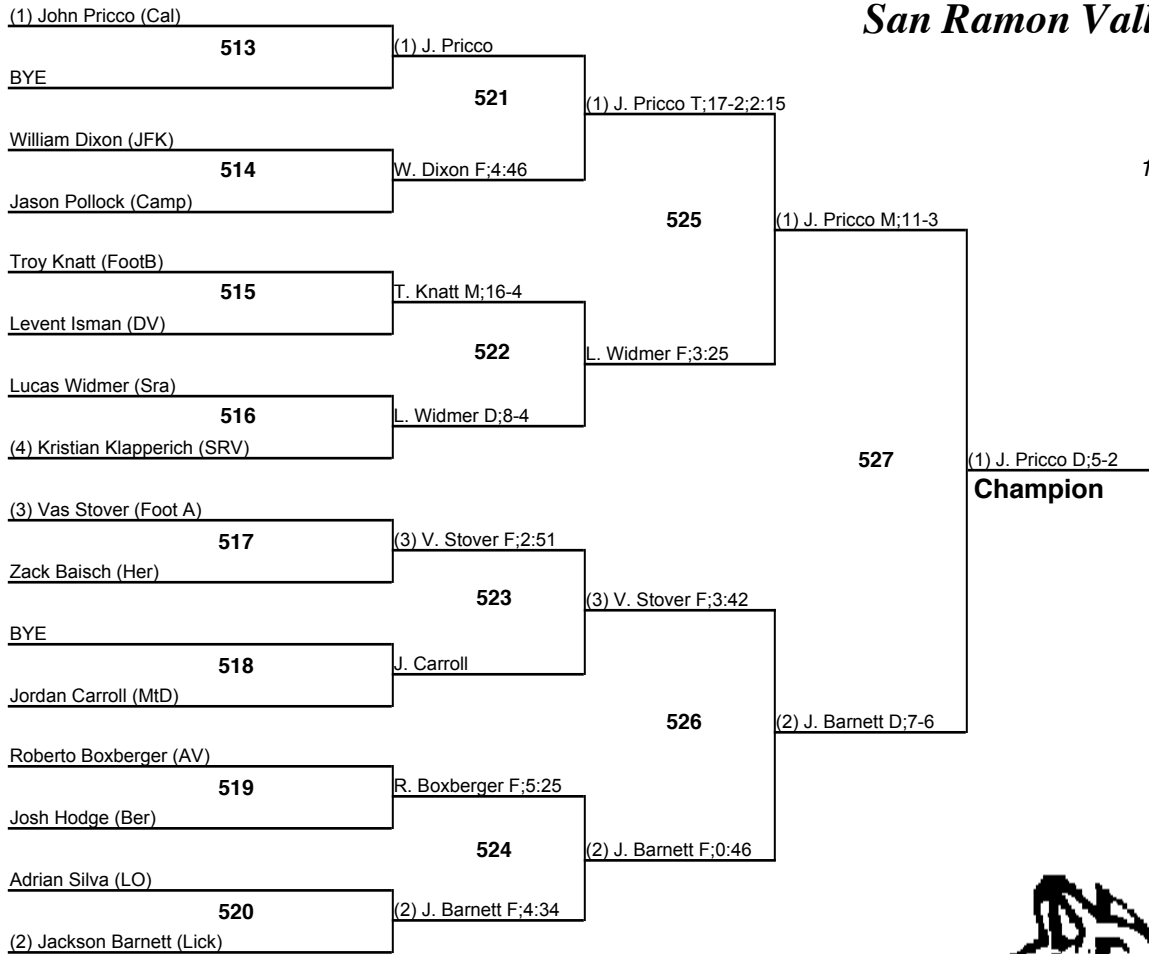 (1) John Pricco (Cal)
San Ramon Vall
513
(1) J. Pricco
BYE
521
(1) J. Pricco T;17-2;2:15
William Dixon (JFK)
514
W. Dixon F;4:46
1
Jason Pollock (Camp)
525
(1) J. Pricco M;11-3
Troy Knatt (FootB)
515
T. Knatt M;16-4
Levent Isman (DV)
522
L. Widmer F;3:25
Lucas Widmer (Sra)
516
L. Widmer D;8-4
(4) Kristian Klapperich (SRV)
527
(1) J. Pricco D;5-2
Champion
(3) Vas Stover (Foot A)
517
(3) V. Stover F;2:51
Zack Baisch (Her)
523
(3) V. Stover F;3:42
BYE
518
J. Carroll
Jordan Carroll (MtD)
526
(2) J. Barnett D;7-6
Roberto Boxberger (AV)
519
R. Boxberger F;5:25
Josh Hodge (Ber)
524
(2) J. Barnett F;0:46
Adrian Silva (LO)
520
(2) J. Barnett F;4:34
(2) Jackson Barnett (Lick)